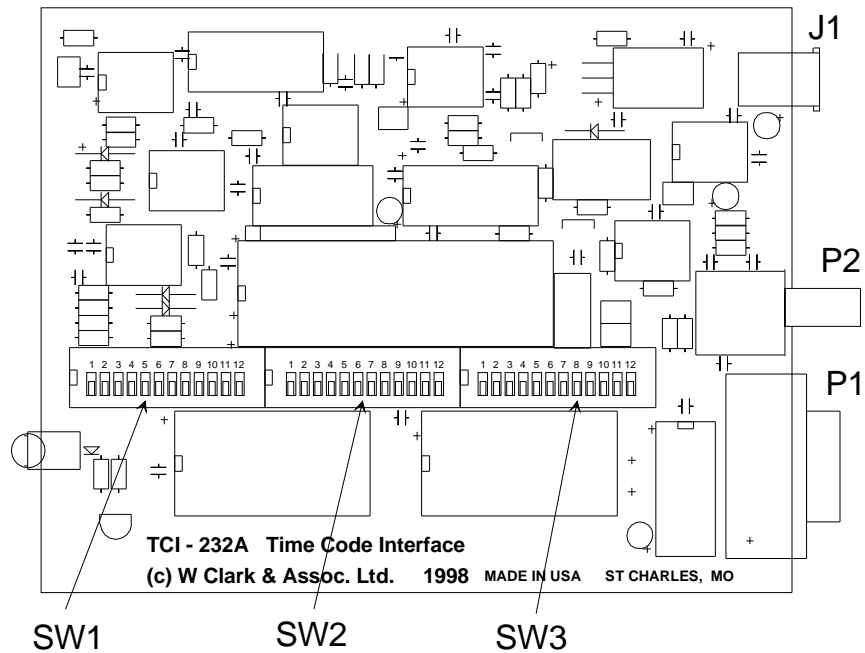 J1
P2
P1
1 2 3 4 5 6 7 8 9 10 11 12
1 2 3 4 5 6 7 8 9 10 11 12
1 2 3 4 5 6 7 8 9 10 11 12
TCI - 232A Time Code Interface
(c) W Clark & Assoc. Ltd. 1998 MADE IN USA ST CHARLES, MO
SW1
SW2
SW3